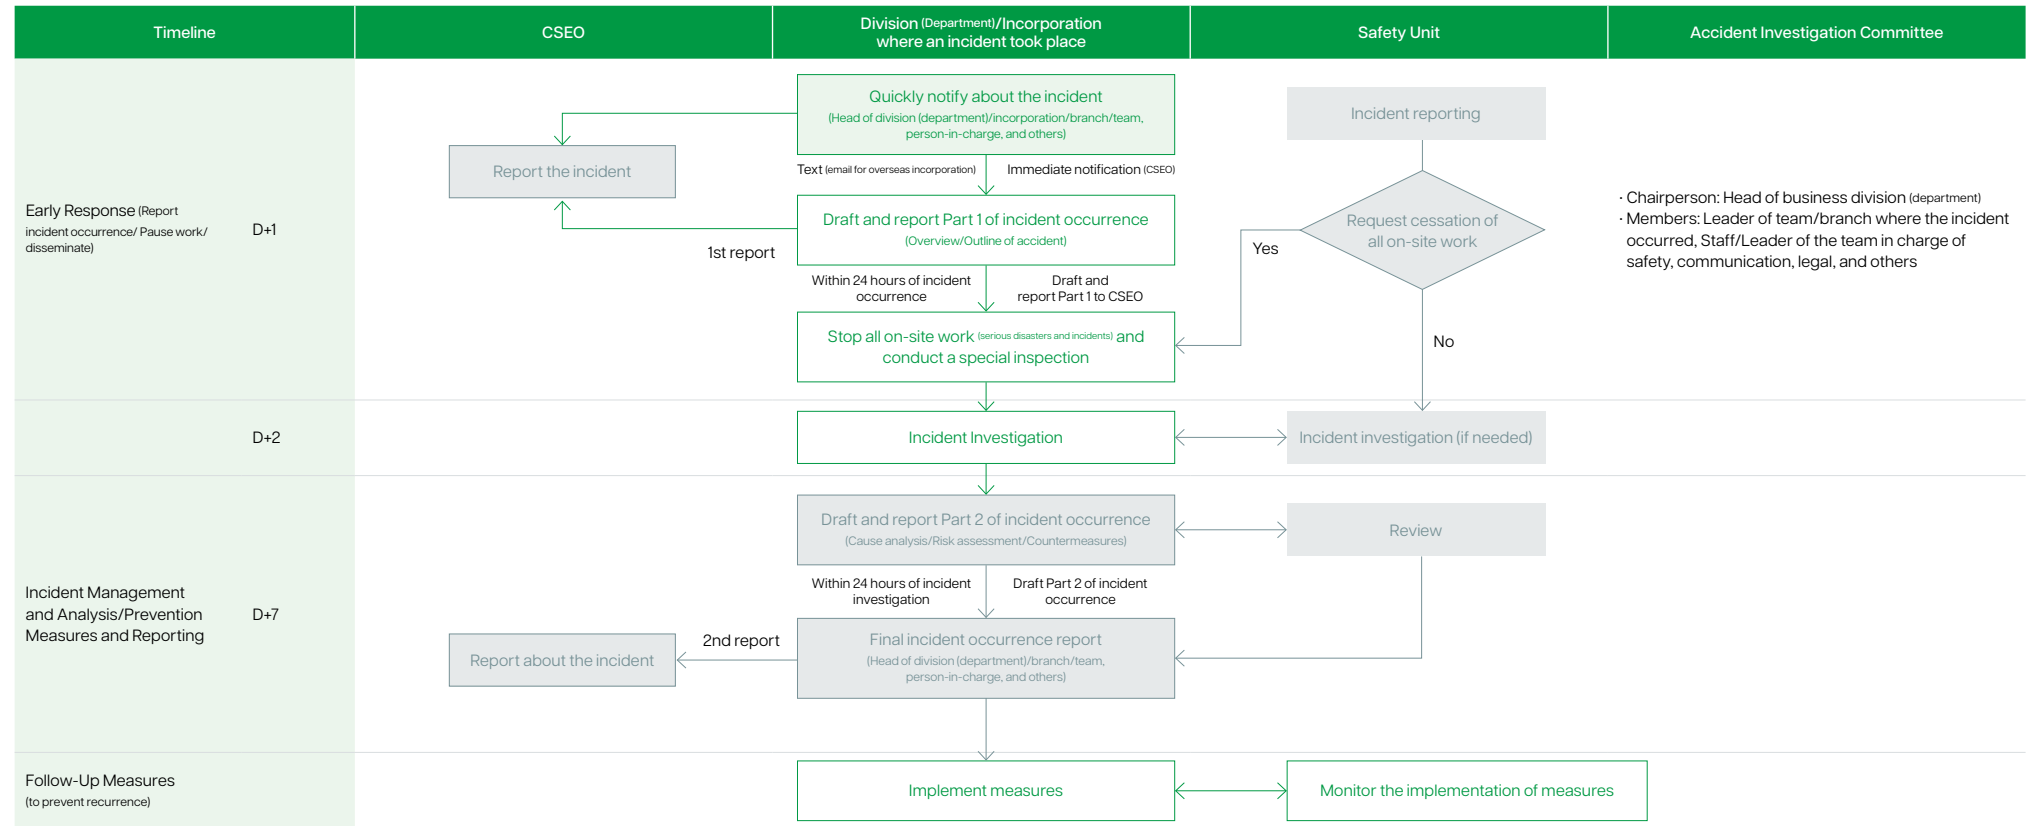 Timeline
CSEO
Division (Department)/Incorporation
where an incident took place
Safety Unit
Accident Investigation Committee
Early Response (Report
incident occurrence/ Pause work/
disseminate)
D+1
Report the incident
1st report
Quickly notify about the incident
(Head of division (department)/incorporation/branch/team,
person-in-charge, and others)
Text (email for overseas incorporation)
Immediate notification (CSEO)
Draft and report Part 1 of incident occurrence
(Overview/Outline of accident)
Within 24 hours of incident
occurrence
Draft and
report Part 1 to CSEO
Stop all on-site work (serious disasters and incidents) and
conduct a special inspection
Incident reporting
Request cessation of
all on-site work
Yes
No
· Chairperson: Head of business division (department)
· Members: Leader of team/branch where the incident
occurred, Staff/Leader of the team in charge of
safety, communication, legal, and others
D+2
Incident Investigation
Incident investigation (if needed)
Incident Management
and Analysis/Prevention
Measures and Reporting
D+7
Draft and report Part 2 of incident occurrence
(Cause analysis/Risk assessment/Countermeasures)
Review
Within 24 hours of incident
investigation
Draft Part 2 of incident
occurrence
Report about the incident
2nd report
Final incident occurrence report
(Head of division (department)/branch/team,
person-in-charge, and others)
Follow-Up Measures
(to prevent recurrence)
Implement measures
Monitor the implementation of measures